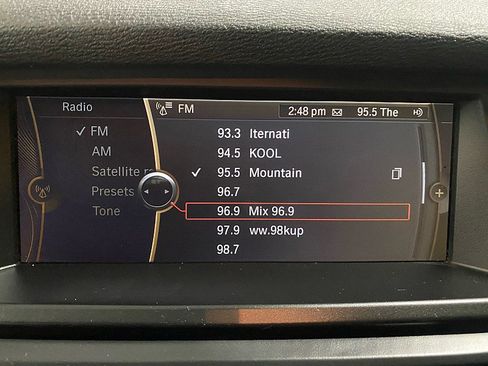 Radio
FM
2:48 pm
95.5 The
FM
AM
Satellite r
Presets
Tone
93.3 Iternati
94.5 KOOL
95.5 Mountain
96.7
96.9 Mix 96.9
97.9 ww.98kup
98.7